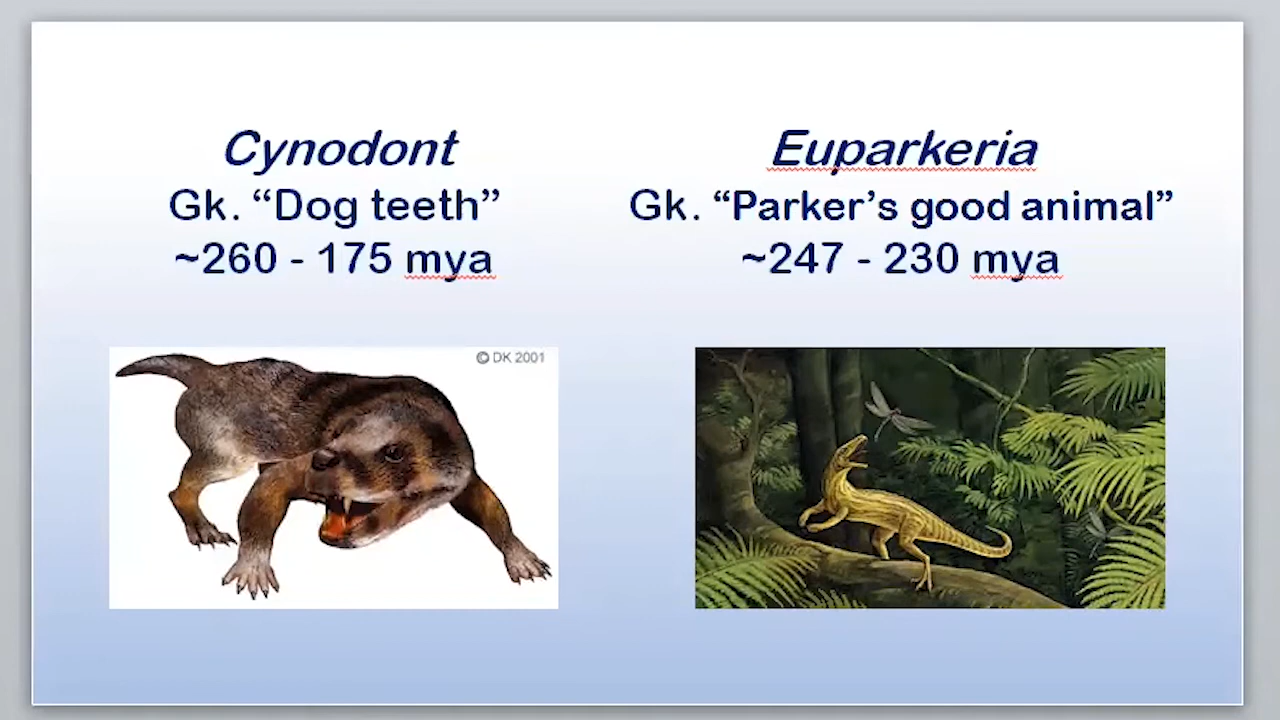 Cynodont
Gk. “Dog teeth”
~260 - 175 mya
Euparkeria
Gk. “Parker’s good animal”
~247 - 230 mya
© DK 2001